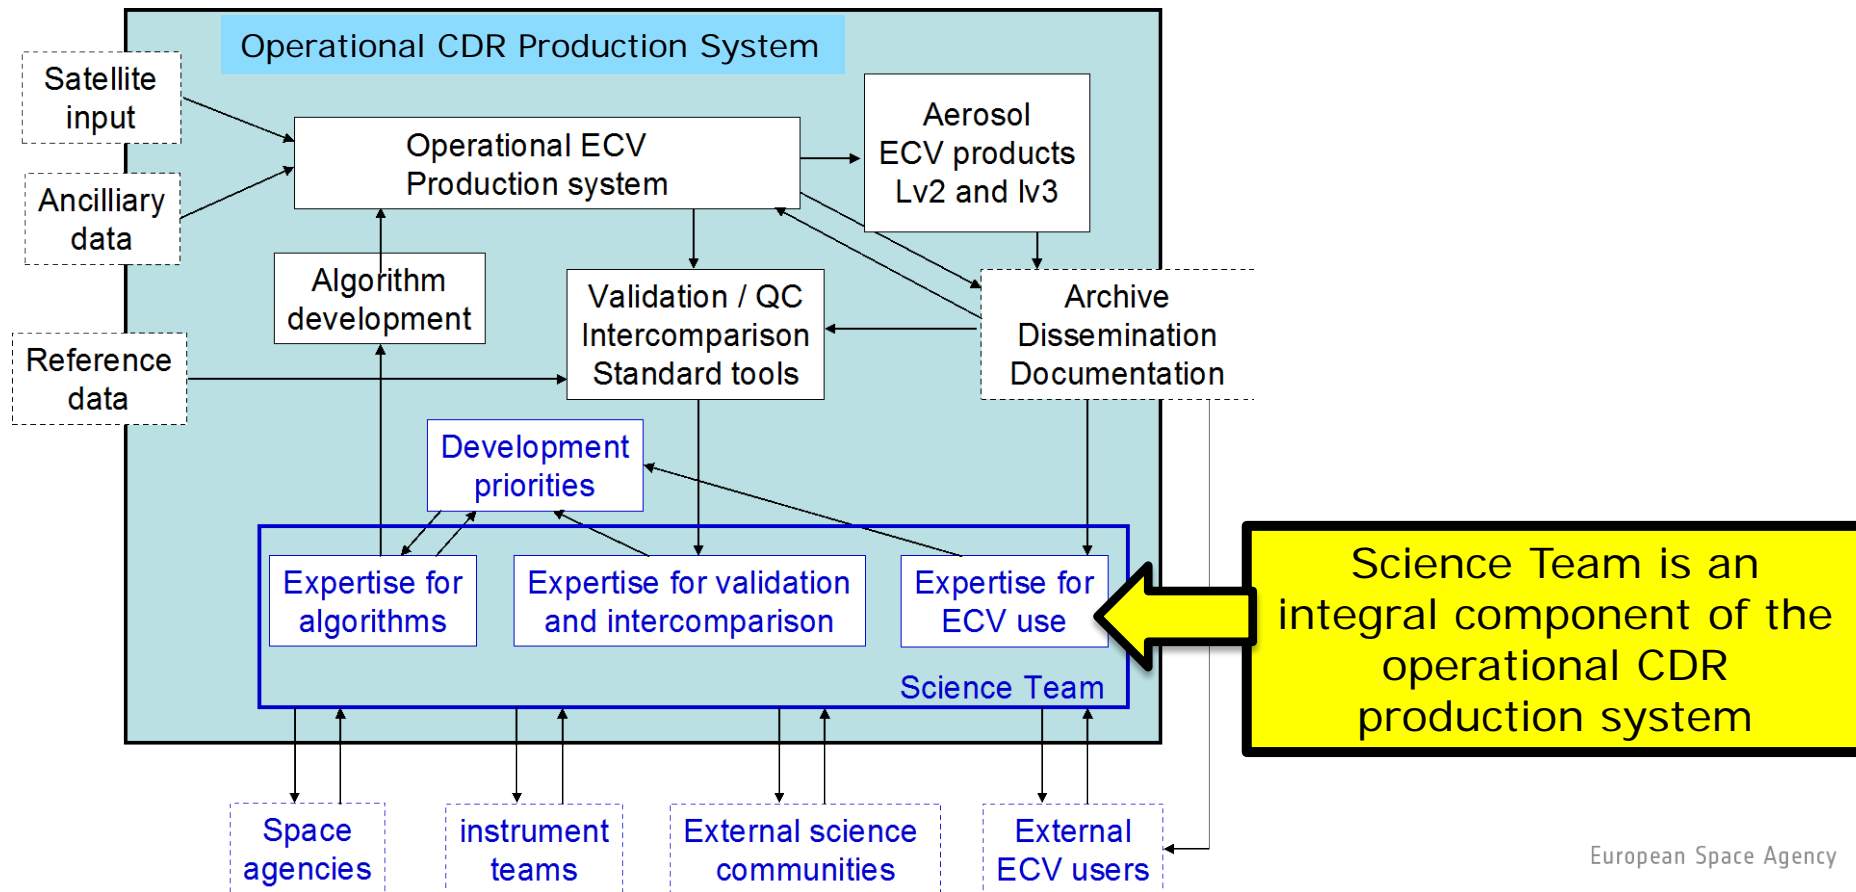 Operational CDR Production System
Satellite
input
Ancilliary
data
Reference
data
Operational ECV
Production system
Aerosol
ECV products
Lv2 and lv3
Algorithm
development
Validation / QC
Intercomparison
Standard tools
Archive
Dissemination
Documentation
Development
priorities
Expertise for
algorithms
Expertise for validation
and intercomparison
Expertise for
ECV use
Science Team
Science Team is an
integral component of the
operational CDR
production system
Space
agencies
instrument
teams
External science
communities
External
ECV users
European Space Agency